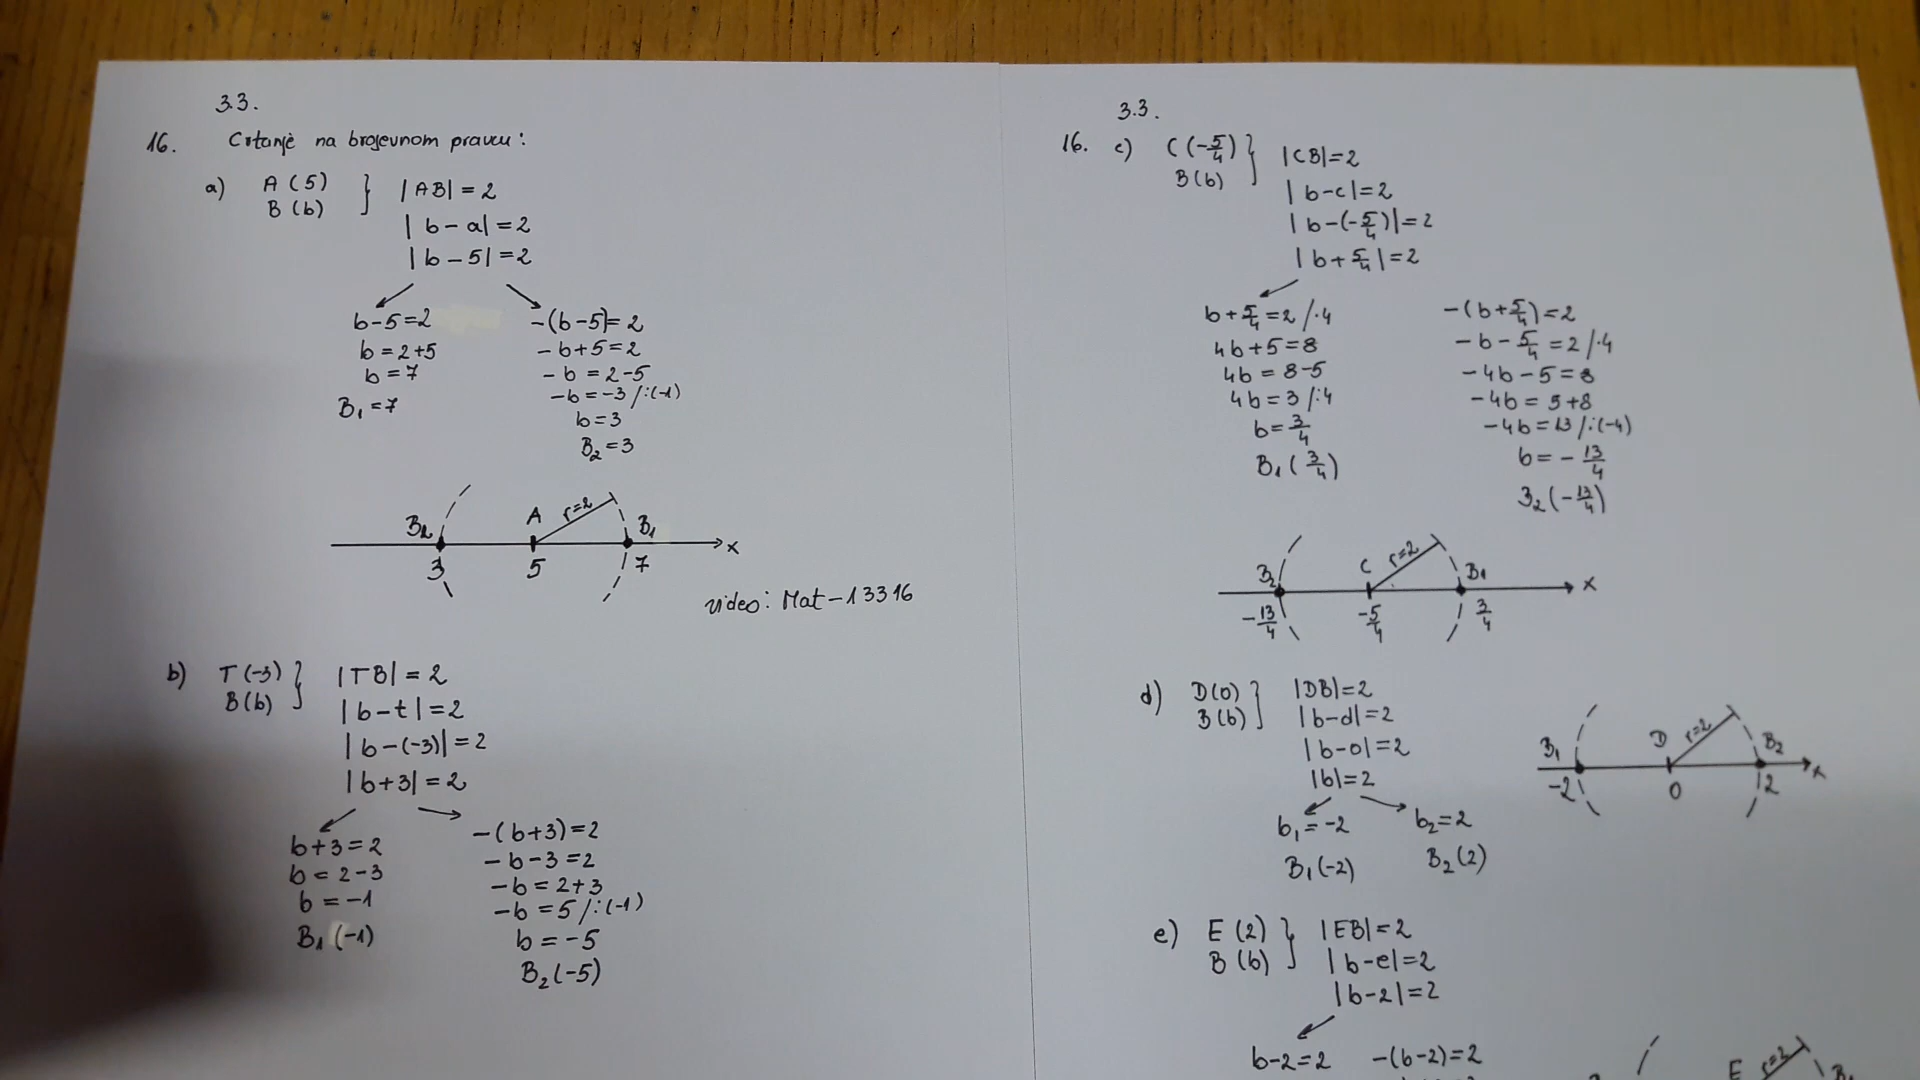 3.3.
16. Crtanje na brojevnom pravcu:
a) A (5) } |AB| = 2
B (b)
|b - a| = 2
|b - 5| = 2
b-5=2
b = 2+5
b = 7
B₁ = 7
-(b-5)= 2
-b+5=2
-b = 2-5
-b = -3 /:(-1)
b=3
B₂ = 3
B₂ A r=2 B₁ x
3 5 7
video: Mat-13316
b) T (-3) } |TB| = 2
B (b)
|b-t| = 2
|b-(-3)| = 2
|b+3| = 2
b+3=2
b = 2-3
b = -1
B₁ (-1)
-(b+3)=2
-b-3=2
-b = 2+3
-b = 5 /:(-1)
b = -5
B₂ (-5)
3.3.
16. c) C (-5/4) } |CB|=2
B (b)
|b-c|=2
|b-(-5/4)|=2
|b+5/4|=2
b+5/4=2 /·4
4b+5=8
4b = 8-5
4b = 3 /:4
b= 3/4
B₁ (3/4)
-(b+5/4)=2
-b-5/4=2 /·4
-4b-5=8
-4b = 5+8
-4b=13 /:(-4)
b= -13/4
B₂ (-13/4)
B₂ C r=2 B₁ x
-13/4 -5/4 3/4
d) D(0) } |DB|=2
B(b)
|b-d|=2
|b-0|=2
|b|=2
b₁=-2
B₁(-2)
b₂=2
B₂(2)
B₁ D r=2 B₂ x
-2 0 2
e) E (2) } |EB|=2
B (b)
|b-e|=2
|b-2|=2
b-2=2
-(b-2)=2
E r=2